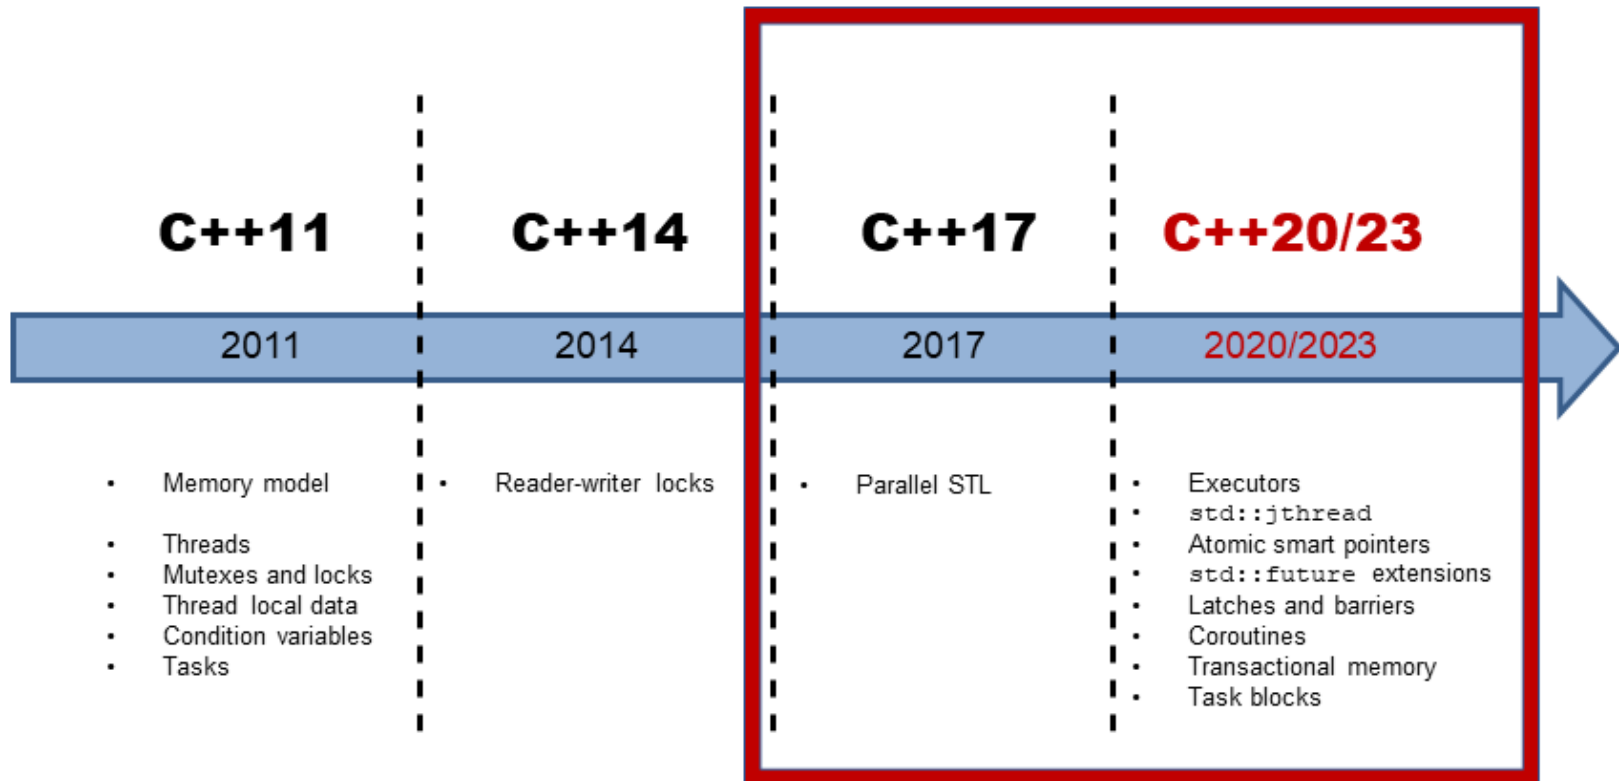 C++11
C++14
C++17
C++20/23
2011
2014
2017
2020/2023
• Memory model
• Threads
• Mutexes and locks
• Thread local data
• Condition variables
• Tasks
• Reader-writer locks
• Parallel STL
• Executors
• std::jthread
• Atomic smart pointers
• std::future extensions
• Latches and barriers
• Coroutines
• Transactional memory
• Task blocks